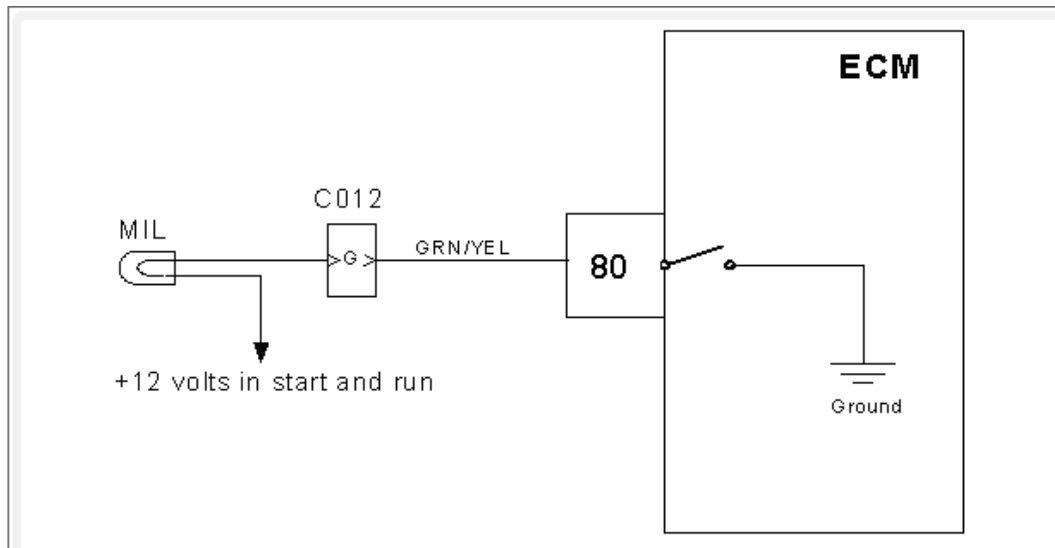 ECM
C012
MIL
>G>
GRN/YEL
80
+12 volts in start and run
Ground